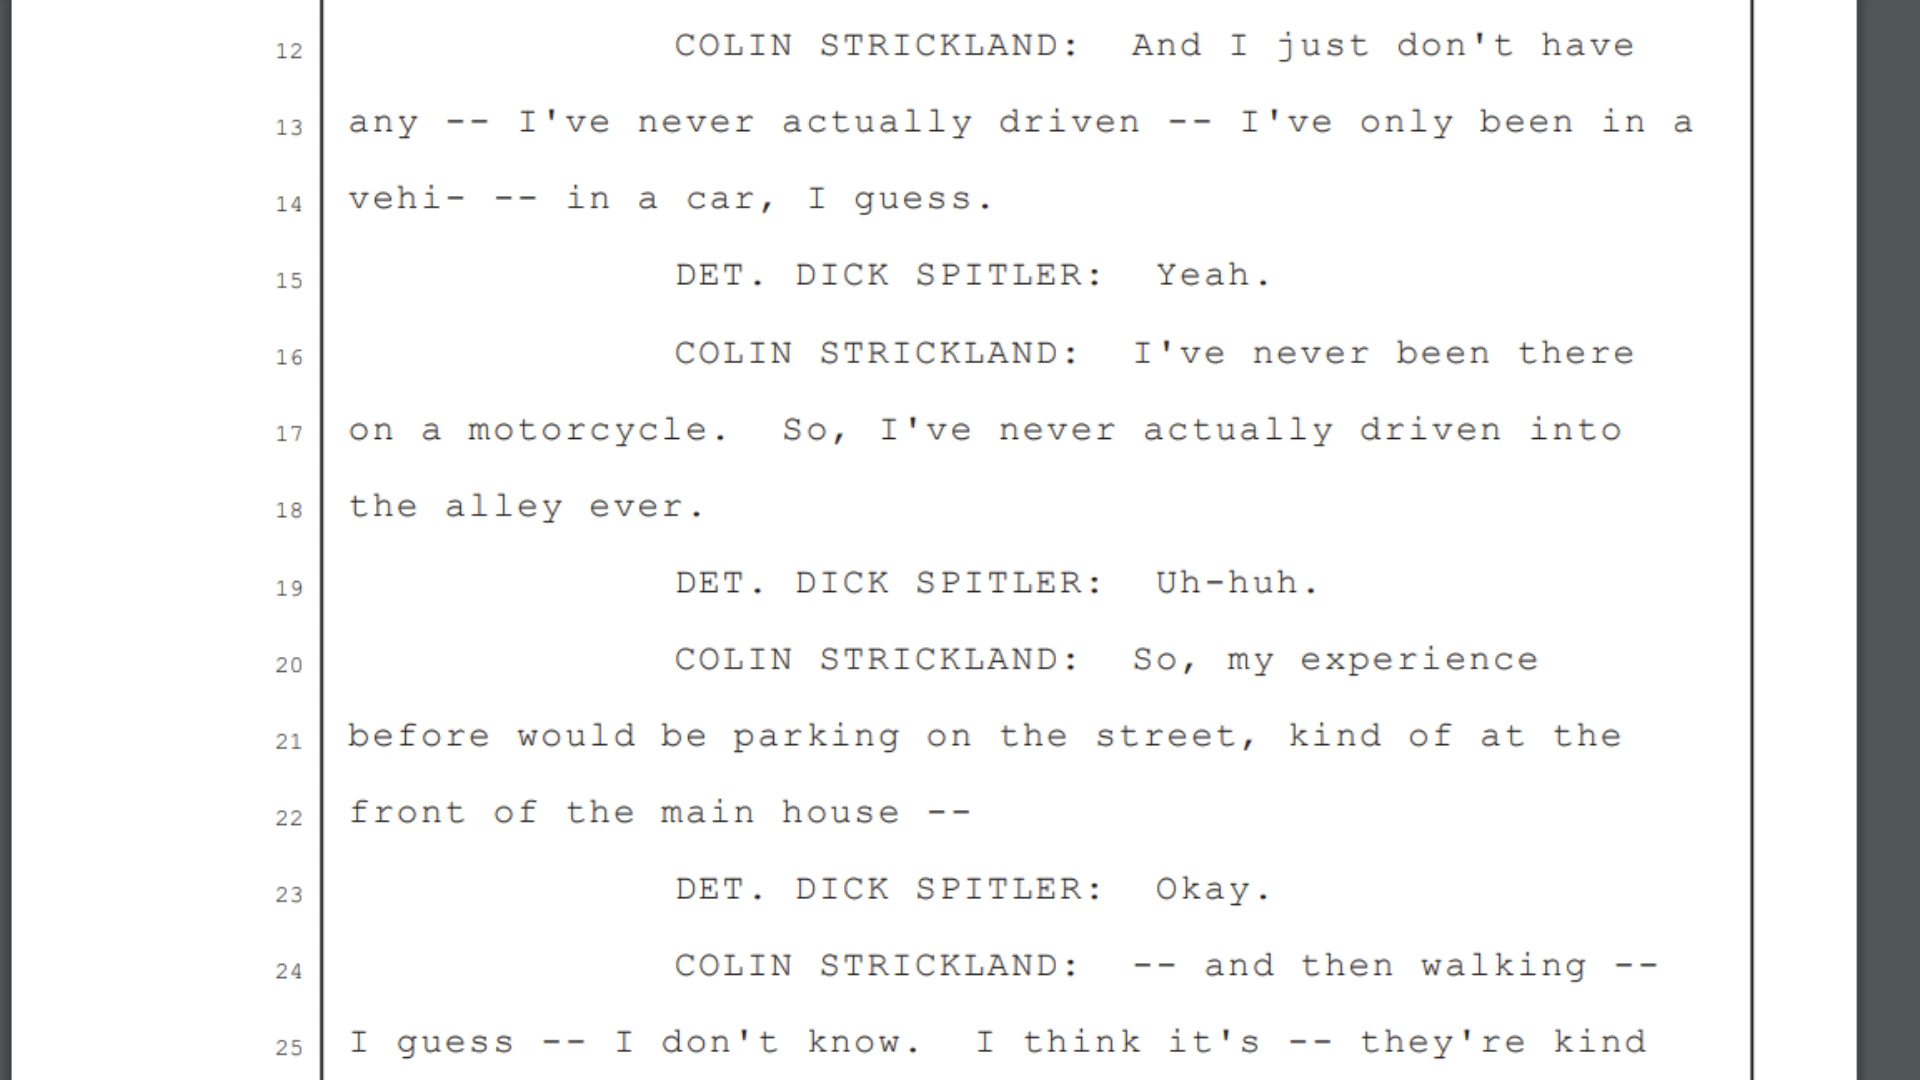 12 COLIN STRICKLAND: And I just don't have
13 any -- I've never actually driven -- I've only been in a
14 vehi- -- in a car, I guess.
15 DET. DICK SPITLER: Yeah.
16 COLIN STRICKLAND: I've never been there
17 on a motorcycle. So, I've never actually driven into
18 the alley ever.
19 DET. DICK SPITLER: Uh-huh.
20 COLIN STRICKLAND: So, my experience
21 before would be parking on the street, kind of at the
22 front of the main house --
23 DET. DICK SPITLER: Okay.
24 COLIN STRICKLAND: -- and then walking --
25 I guess -- I don't know. I think it's -- they're kind